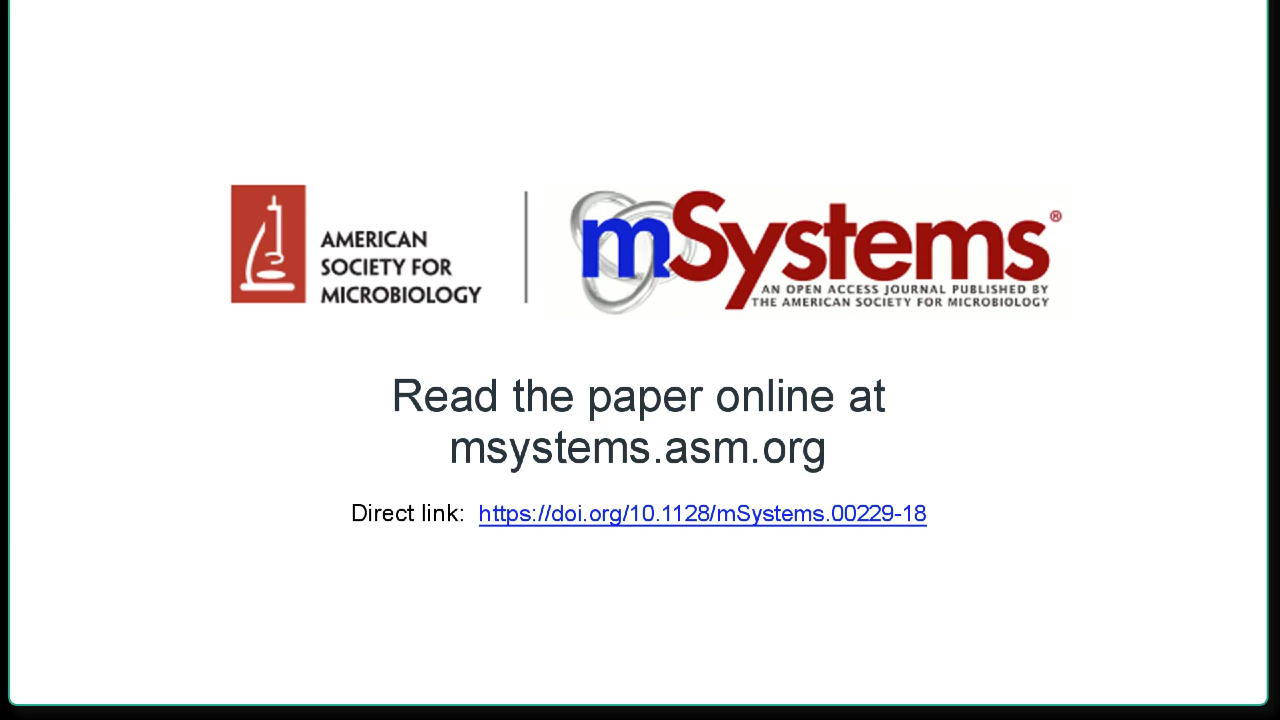 AMERICAN
SOCIETY FOR
MICROBIOLOGY
mSystems®
AN OPEN ACCESS JOURNAL PUBLISHED BY
THE AMERICAN SOCIETY FOR MICROBIOLOGY
Read the paper online at
msystems.asm.org
Direct link: https://doi.org/10.1128/mSystems.00229-18